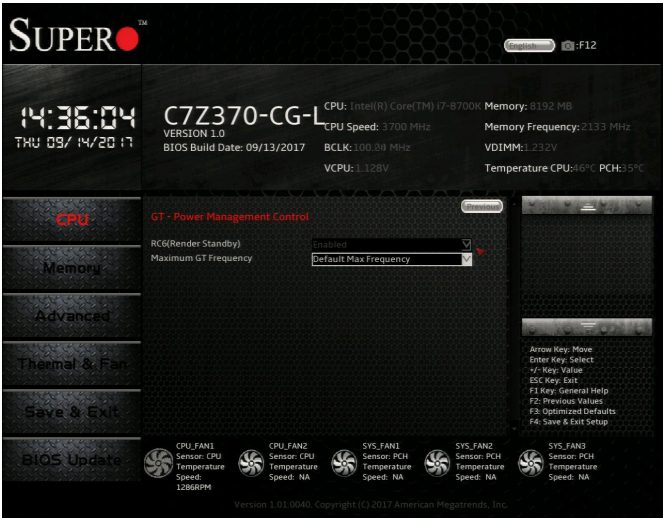 SUPER TM
English :F12
14:36:04
THU 09/14/2017
C7Z370-CG-L
VERSION 1.0
BIOS Build Date: 09/13/2017
CPU: Intel(R) Core(TM) i7-8700K
CPU Speed: 3700 MHz
BCLK:100.24 MHz
VCPU:1.128V
Memory: 8192 MB
Memory Frequency:2133 MHz
VDIMM:1.232V
Temperature CPU:46°C PCH:35°C
CPU
Memory
Advanced
Thermal & Fan
Save & Exit
BIOS Update
Previous
GT - Power Management Control
RC6(Render Standby) Enabled
Maximum GT Frequency Default Max Frequency
Arrow Key: Move
Enter Key: Select
+/- Key: Value
ESC Key: Exit
F1 Key: General Help
F2: Previous Values
F3: Optimized Defaults
F4: Save & Exit Setup
CPU_FAN1
Sensor: CPU
Temperature
Speed:
1286RPM
CPU_FAN2
Sensor: CPU
Temperature
Speed: NA
SYS_FAN1
Sensor: PCH
Temperature
Speed: NA
SYS_FAN2
Sensor: PCH
Temperature
Speed: NA
SYS_FAN3
Sensor: PCH
Temperature
Speed: NA
Version 1.01.0040. Copyright (C) 2017 American Megatrends, Inc.